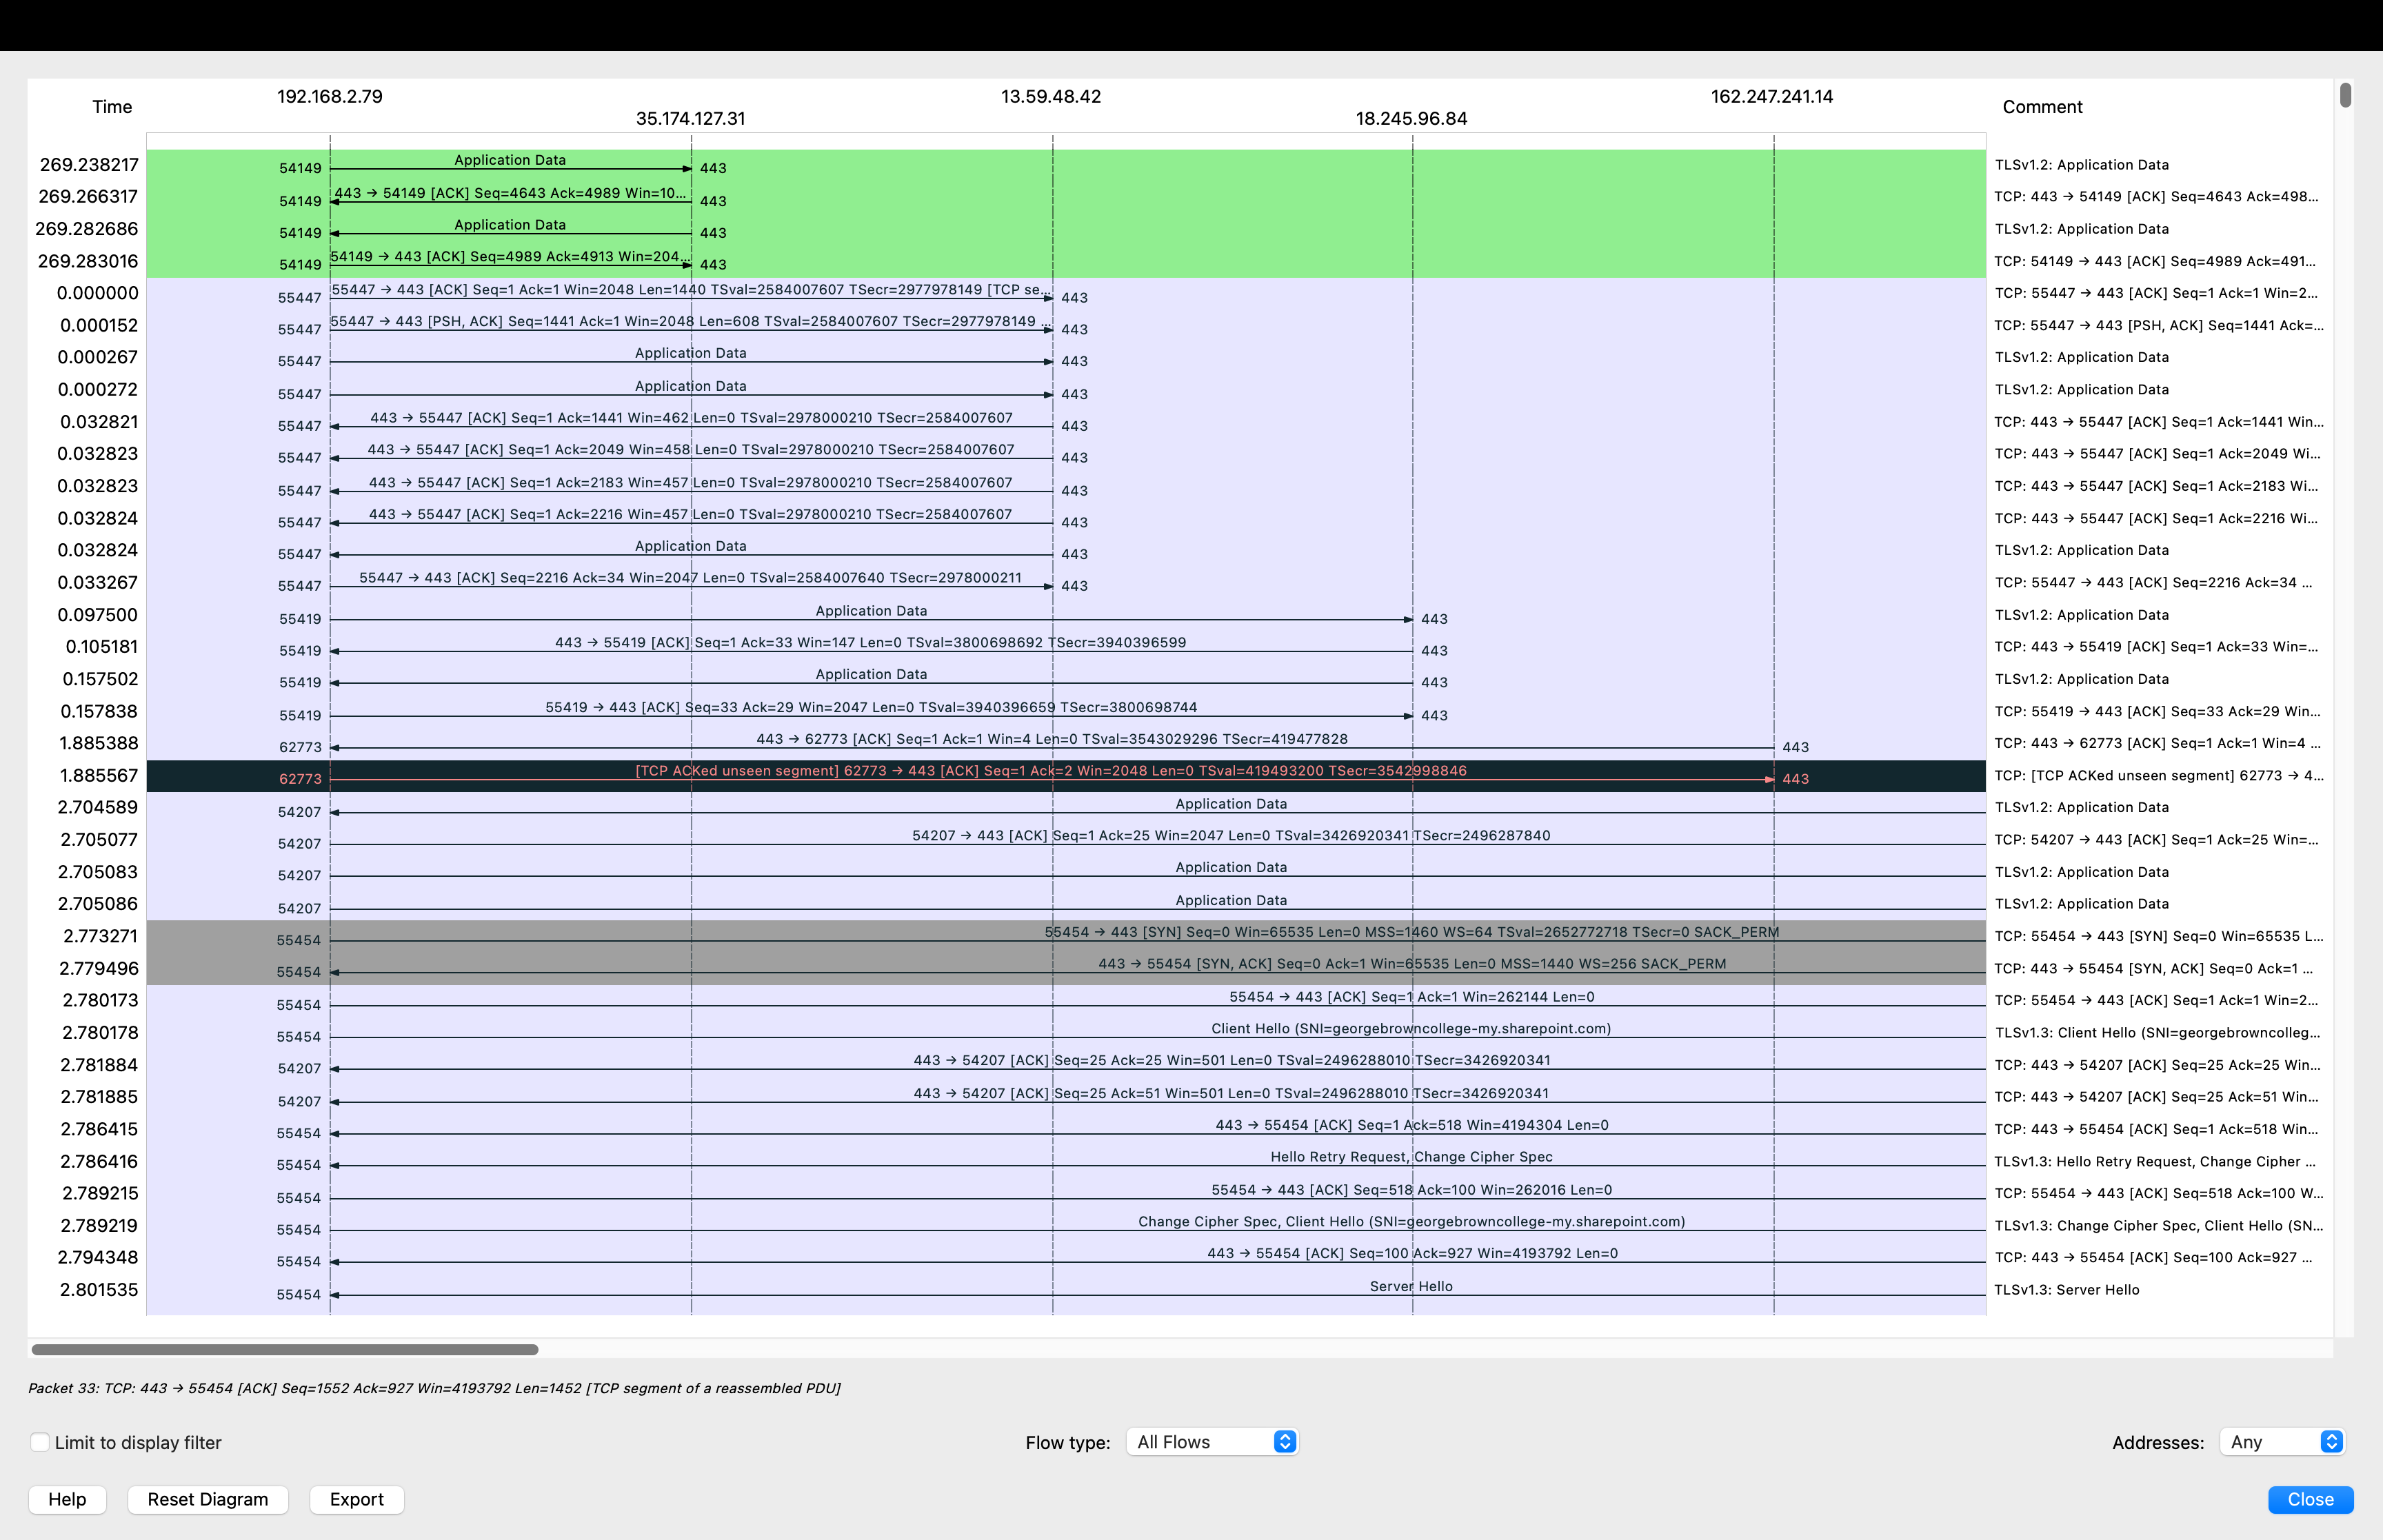 Time 192.168.2.79 13.59.48.42 162.247.241.14 Comment
35.174.127.31 18.245.96.84
269.238217 54149 Application Data 443 TLSv1.2: Application Data
269.266317 54149 443 → 54149 [ACK] Seq=4643 Ack=4989 Win=10... 443 TCP: 443 → 54149 [ACK] Seq=4643 Ack=498...
269.282686 54149 Application Data 443 TLSv1.2: Application Data
269.283016 54149 54149 → 443 [ACK] Seq=4989 Ack=4913 Win=204... 443 TCP: 54149 → 443 [ACK] Seq=4989 Ack=491...
0.000000 55447 55447 → 443 [ACK] Seq=1 Ack=1 Win=2048 Len=1440 TSval=2584007607 TSecr=2977978149 [TCP se... 443 TCP: 55447 → 443 [ACK] Seq=1 Ack=1 Win=2...
0.000152 55447 55447 → 443 [PSH, ACK] Seq=1441 Ack=1 Win=2048 Len=608 TSval=2584007607 TSecr=2977978149 ... 443 TCP: 55447 → 443 [PSH, ACK] Seq=1441 Ack=...
0.000267 55447 Application Data 443 TLSv1.2: Application Data
0.000272 55447 Application Data 443 TLSv1.2: Application Data
0.032821 55447 443 → 55447 [ACK] Seq=1 Ack=1441 Win=462 Len=0 TSval=2978000210 TSecr=2584007607 443 TCP: 443 → 55447 [ACK] Seq=1 Ack=1441 Win...
0.032823 55447 443 → 55447 [ACK] Seq=1 Ack=2049 Win=458 Len=0 TSval=2978000210 TSecr=2584007607 443 TCP: 443 → 55447 [ACK] Seq=1 Ack=2049 Wi...
0.032823 55447 443 → 55447 [ACK] Seq=1 Ack=2183 Win=457 Len=0 TSval=2978000210 TSecr=2584007607 443 TCP: 443 → 55447 [ACK] Seq=1 Ack=2183 Wi...
0.032824 55447 443 → 55447 [ACK] Seq=1 Ack=2216 Win=457 Len=0 TSval=2978000210 TSecr=2584007607 443 TCP: 443 → 55447 [ACK] Seq=1 Ack=2216 Wi...
0.032824 55447 Application Data 443 TLSv1.2: Application Data
0.033267 55447 55447 → 443 [ACK] Seq=2216 Ack=34 Win=2047 Len=0 TSval=2584007640 TSecr=2978000211 443 TCP: 55447 → 443 [ACK] Seq=2216 Ack=34 ...
0.097500 55419 Application Data 443 TLSv1.2: Application Data
0.105181 55419 443 → 55419 [ACK] Seq=1 Ack=33 Win=147 Len=0 TSval=3800698692 TSecr=3940396599 443 TCP: 443 → 55419 [ACK] Seq=1 Ack=33 Win=...
0.157502 55419 Application Data 443 TLSv1.2: Application Data
0.157838 55419 55419 → 443 [ACK] Seq=33 Ack=29 Win=2047 Len=0 TSval=3940396659 TSecr=3800698744 443 TCP: 55419 → 443 [ACK] Seq=33 Ack=29 Win...
1.885388 62773 443 → 62773 [ACK] Seq=1 Ack=1 Win=4 Len=0 TSval=3543029296 TSecr=419477828 443 TCP: 443 → 62773 [ACK] Seq=1 Ack=1 Win=4 ...
1.885567 62773 [TCP ACKed unseen segment] 62773 → 443 [ACK] Seq=1 Ack=2 Win=2048 Len=0 TSval=419493200 TSecr=3542998846 443 TCP: [TCP ACKed unseen segment] 62773 → 4...
2.704589 54207 Application Data TLSv1.2: Application Data
2.705077 54207 54207 → 443 [ACK] Seq=1 Ack=25 Win=2047 Len=0 TSval=3426920341 TSecr=2496287840 TCP: 54207 → 443 [ACK] Seq=1 Ack=25 Win=...
2.705083 54207 Application Data TLSv1.2: Application Data
2.705086 54207 Application Data TLSv1.2: Application Data
2.773271 55454 55454 → 443 [SYN] Seq=0 Win=65535 Len=0 MSS=1460 WS=64 TSval=2652772718 TSecr=0 SACK_PERM TCP: 55454 → 443 [SYN] Seq=0 Win=65535 L...
2.779496 55454 443 → 55454 [SYN, ACK] Seq=0 Ack=1 Win=65535 Len=0 MSS=1440 WS=256 SACK_PERM TCP: 443 → 55454 [SYN, ACK] Seq=0 Ack=1 ...
2.780173 55454 55454 → 443 [ACK] Seq=1 Ack=1 Win=262144 Len=0 TCP: 55454 → 443 [ACK] Seq=1 Ack=1 Win=2...
2.780178 55454 Client Hello (SNI=georgebrowncollege-my.sharepoint.com) TLSv1.3: Client Hello (SNI=georgebrowncolleg...
2.781884 54207 443 → 54207 [ACK] Seq=25 Ack=25 Win=501 Len=0 TSval=2496288010 TSecr=3426920341 TCP: 443 → 54207 [ACK] Seq=25 Ack=25 Win...
2.781885 54207 443 → 54207 [ACK] Seq=25 Ack=51 Win=501 Len=0 TSval=2496288010 TSecr=3426920341 TCP: 443 → 54207 [ACK] Seq=25 Ack=51 Win...
2.786415 55454 443 → 55454 [ACK] Seq=1 Ack=518 Win=4194304 Len=0 TCP: 443 → 55454 [ACK] Seq=1 Ack=518 Win...
2.786416 55454 Hello Retry Request, Change Cipher Spec TLSv1.3: Hello Retry Request, Change Cipher ...
2.789215 55454 55454 → 443 [ACK] Seq=518 Ack=100 Win=262016 Len=0 TCP: 55454 → 443 [ACK] Seq=518 Ack=100 W...
2.789219 55454 Change Cipher Spec, Client Hello (SNI=georgebrowncollege-my.sharepoint.com) TLSv1.3: Change Cipher Spec, Client Hello (SN...
2.794348 55454 443 → 55454 [ACK] Seq=100 Ack=927 Win=4193792 Len=0 TCP: 443 → 55454 [ACK] Seq=100 Ack=927 ...
2.801535 55454 Server Hello TLSv1.3: Server Hello
Packet 33: TCP: 443 → 55454 [ACK] Seq=1552 Ack=927 Win=4193792 Len=1452 [TCP segment of a reassembled PDU]
Limit to display filter Flow type: All Flows Addresses: Any
Help Reset Diagram Export Close